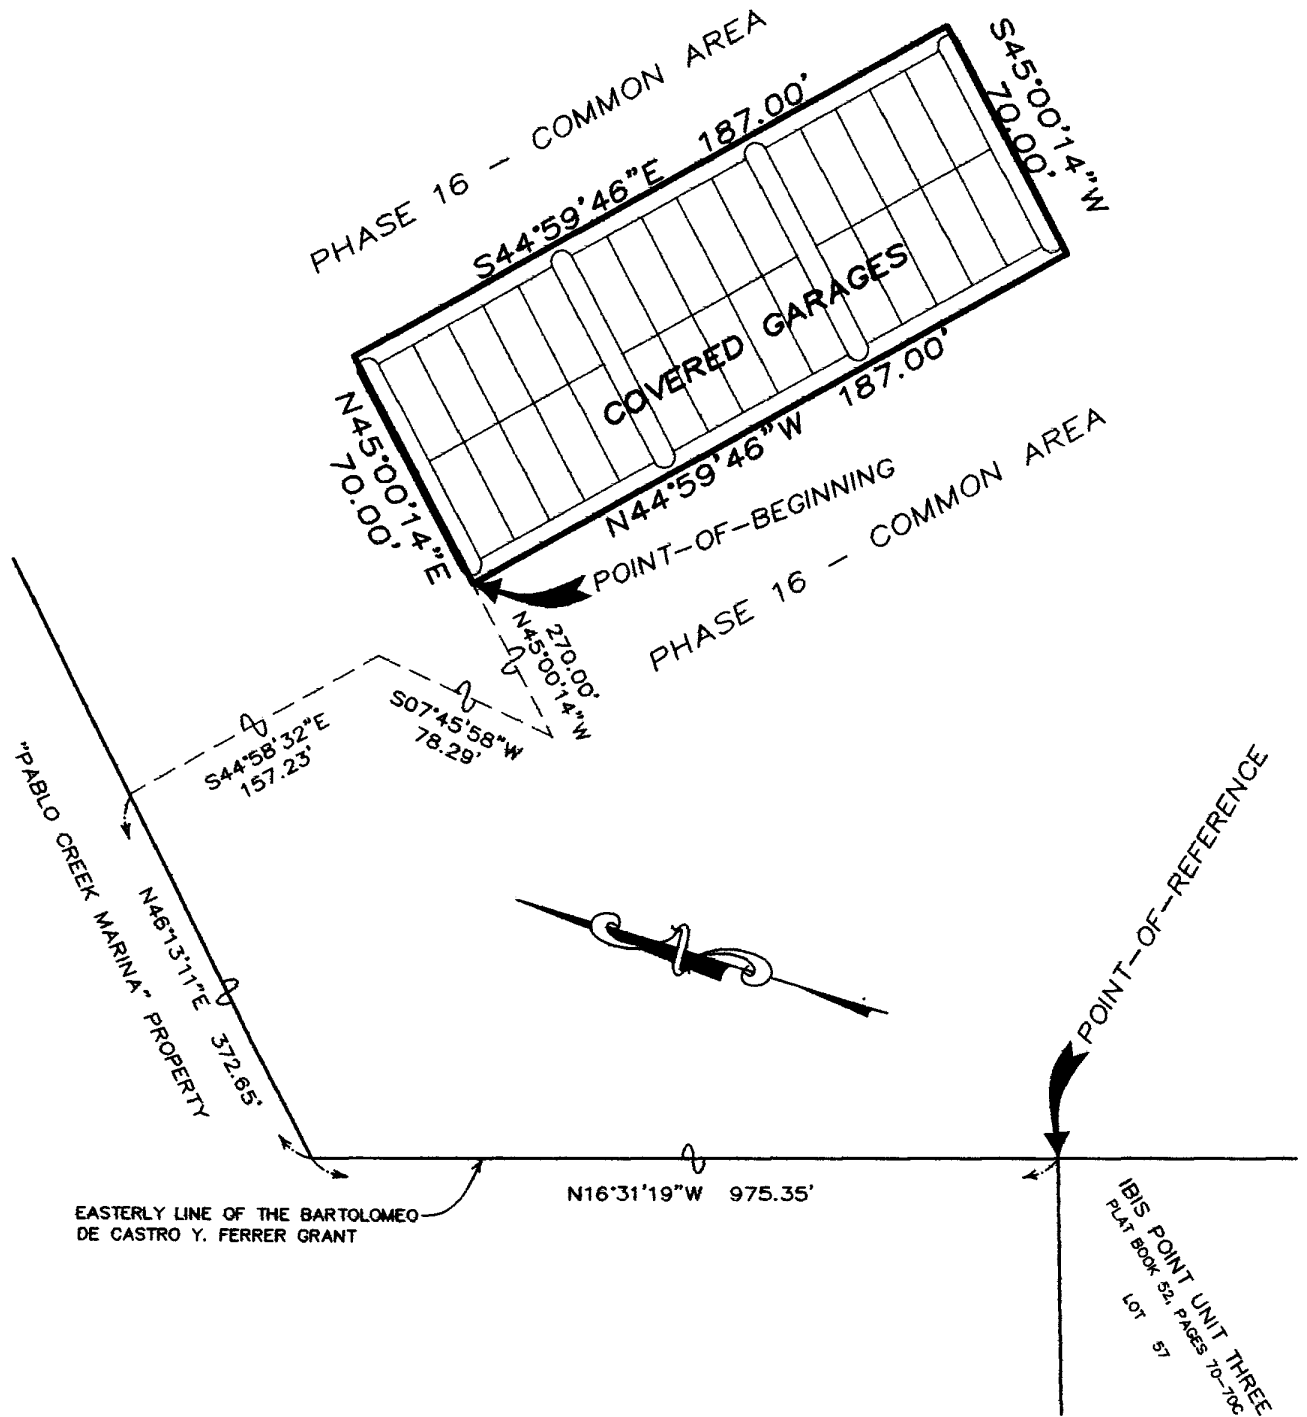 PHASE 16 - COMMON AREA
S44°59'46"E 187.00'
S45°00'14"W
70.00'
COVERED GARAGES
N45°00'14"E
70.00'
N44°59'46"W 187.00'
POINT-OF-BEGINNING
PHASE 16 - COMMON AREA
270.00'
N45°00'14"W
S07°45'58"W
78.29'
S44°58'32"E
157.23'
"PABLO CREEK MARINA" PROPERTY
N46°13'11"E 372.65'
POINT-OF-REFERENCE
N16°31'19"W 975.35'
EASTERLY LINE OF THE BARTOLOMEO
DE CASTRO Y. FERRER GRANT
IBIS POINT UNIT THREE
PLAT BOOK 52, PAGES 70-70C
LOT 57